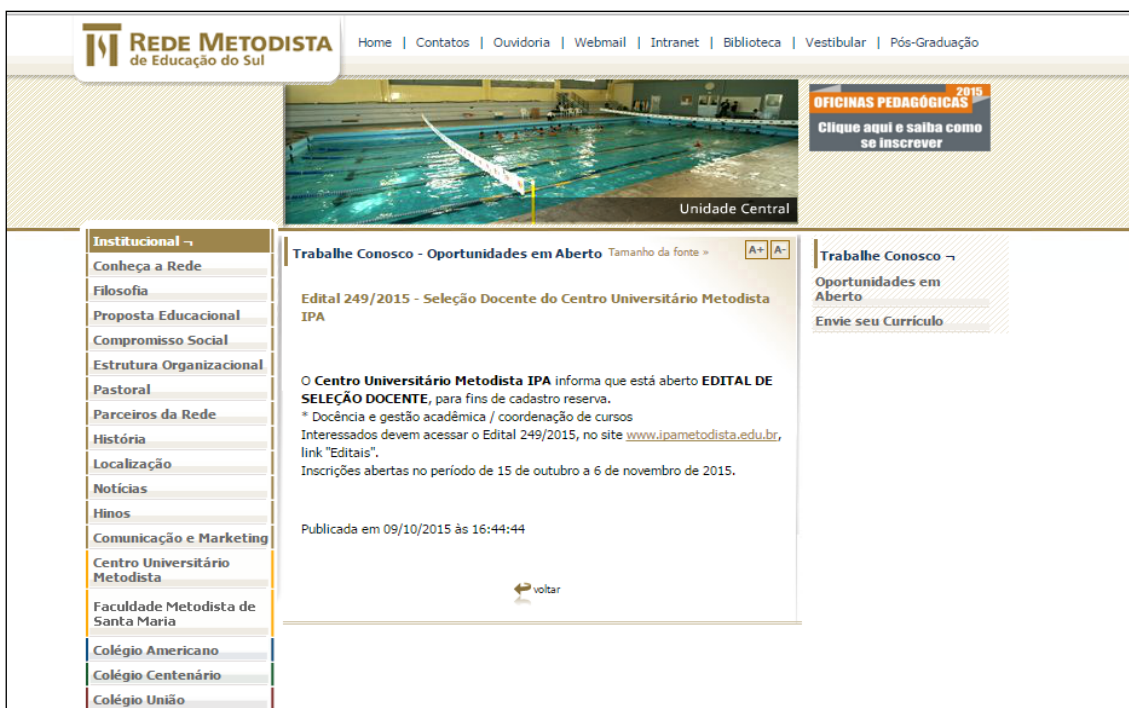 REDE METODISTA
de Educação do Sul
Home | Contatos | Ouvidoria | Webmail | Intranet | Biblioteca | Vestibular | Pós-Graduação
2015
OFICINAS PEDAGÓGICAS
Clique aqui e saiba como
se inscrever
Unidade Central
Institucional ¬
Conheça a Rede
Filosofia
Proposta Educacional
Compromisso Social
Estrutura Organizacional
Pastoral
Parceiros da Rede
História
Localização
Notícias
Hinos
Comunicação e Marketing
Centro Universitário
Metodista
Faculdade Metodista de
Santa Maria
Colégio Americano
Colégio Centenário
Colégio União
Trabalhe Conosco - Oportunidades em Aberto Tamanho da fonte » A+ A-
Edital 249/2015 - Seleção Docente do Centro Universitário Metodista
IPA
O Centro Universitário Metodista IPA informa que está aberto EDITAL DE
SELEÇÃO DOCENTE, para fins de cadastro reserva.
* Docência e gestão acadêmica / coordenação de cursos
Interessados devem acessar o Edital 249/2015, no site www.ipametodista.edu.br,
link "Editais".
Inscrições abertas no período de 15 de outubro a 6 de novembro de 2015.
Publicada em 09/10/2015 às 16:44:44
voltar
Trabalhe Conosco ¬
Oportunidades em
Aberto
Envie seu Currículo